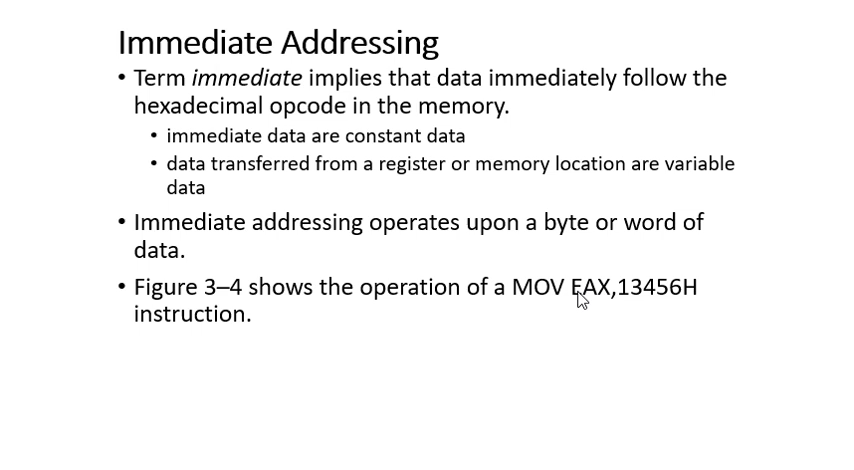 Immediate Addressing
• Term immediate implies that data immediately follow the
hexadecimal opcode in the memory.
• immediate data are constant data
• data transferred from a register or memory location are variable
data
• Immediate addressing operates upon a byte or word of
data.
• Figure 3–4 shows the operation of a MOV EAX,13456H
instruction.